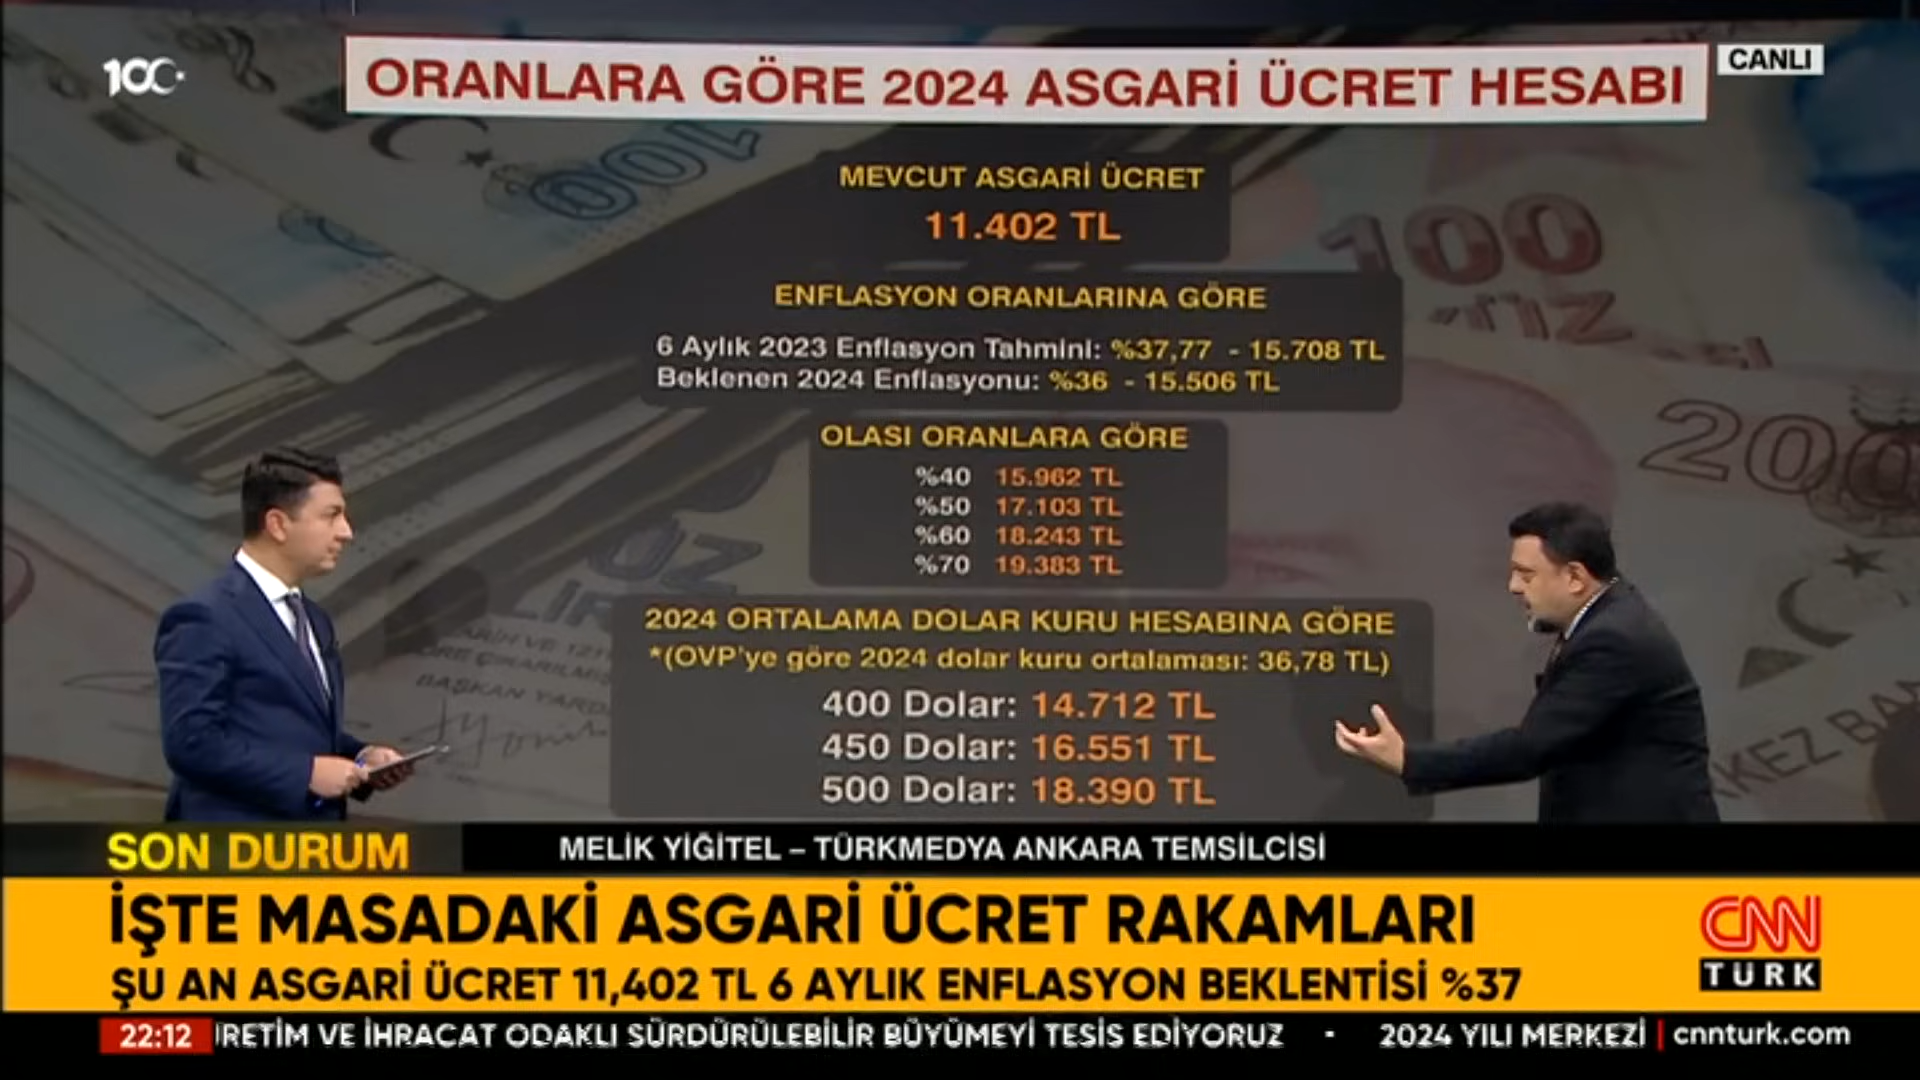 100
ORANLARA GÖRE 2024 ASGARİ ÜCRET HESABI
CANLI
MEVCUT ASGARİ ÜCRET
11.402 TL
ENFLASYON ORANLARINA GÖRE
6 Aylık 2023 Enflasyon Tahmini: %37,77 - 15.708 TL
Beklenen 2024 Enflasyonu: %36 - 15.506 TL
OLASI ORANLARA GÖRE
%40 15.962 TL
%50 17.103 TL
%60 18.243 TL
%70 19.383 TL
2024 ORTALAMA DOLAR KURU HESABINA GÖRE
*(OVP'ye göre 2024 dolar kuru ortalaması: 36,78 TL)
400 Dolar: 14.712 TL
450 Dolar: 16.551 TL
500 Dolar: 18.390 TL
100
100
200
SON DURUM
MELİK YİĞİTEL – TÜRKMEDYA ANKARA TEMSİLCİSİ
İŞTE MASADAKİ ASGARİ ÜCRET RAKAMLARI
ŞU AN ASGARİ ÜCRET 11,402 TL 6 AYLIK ENFLASYON BEKLENTİSİ %37
CNN
TÜRK
22:12 RETİM VE İHRACAT ODAKLI SÜRDÜRÜLEBİLİR BÜYÜMEYİ TESİS EDİYORUZ - 2024 YILI MERKEZİ | cnnturk.com